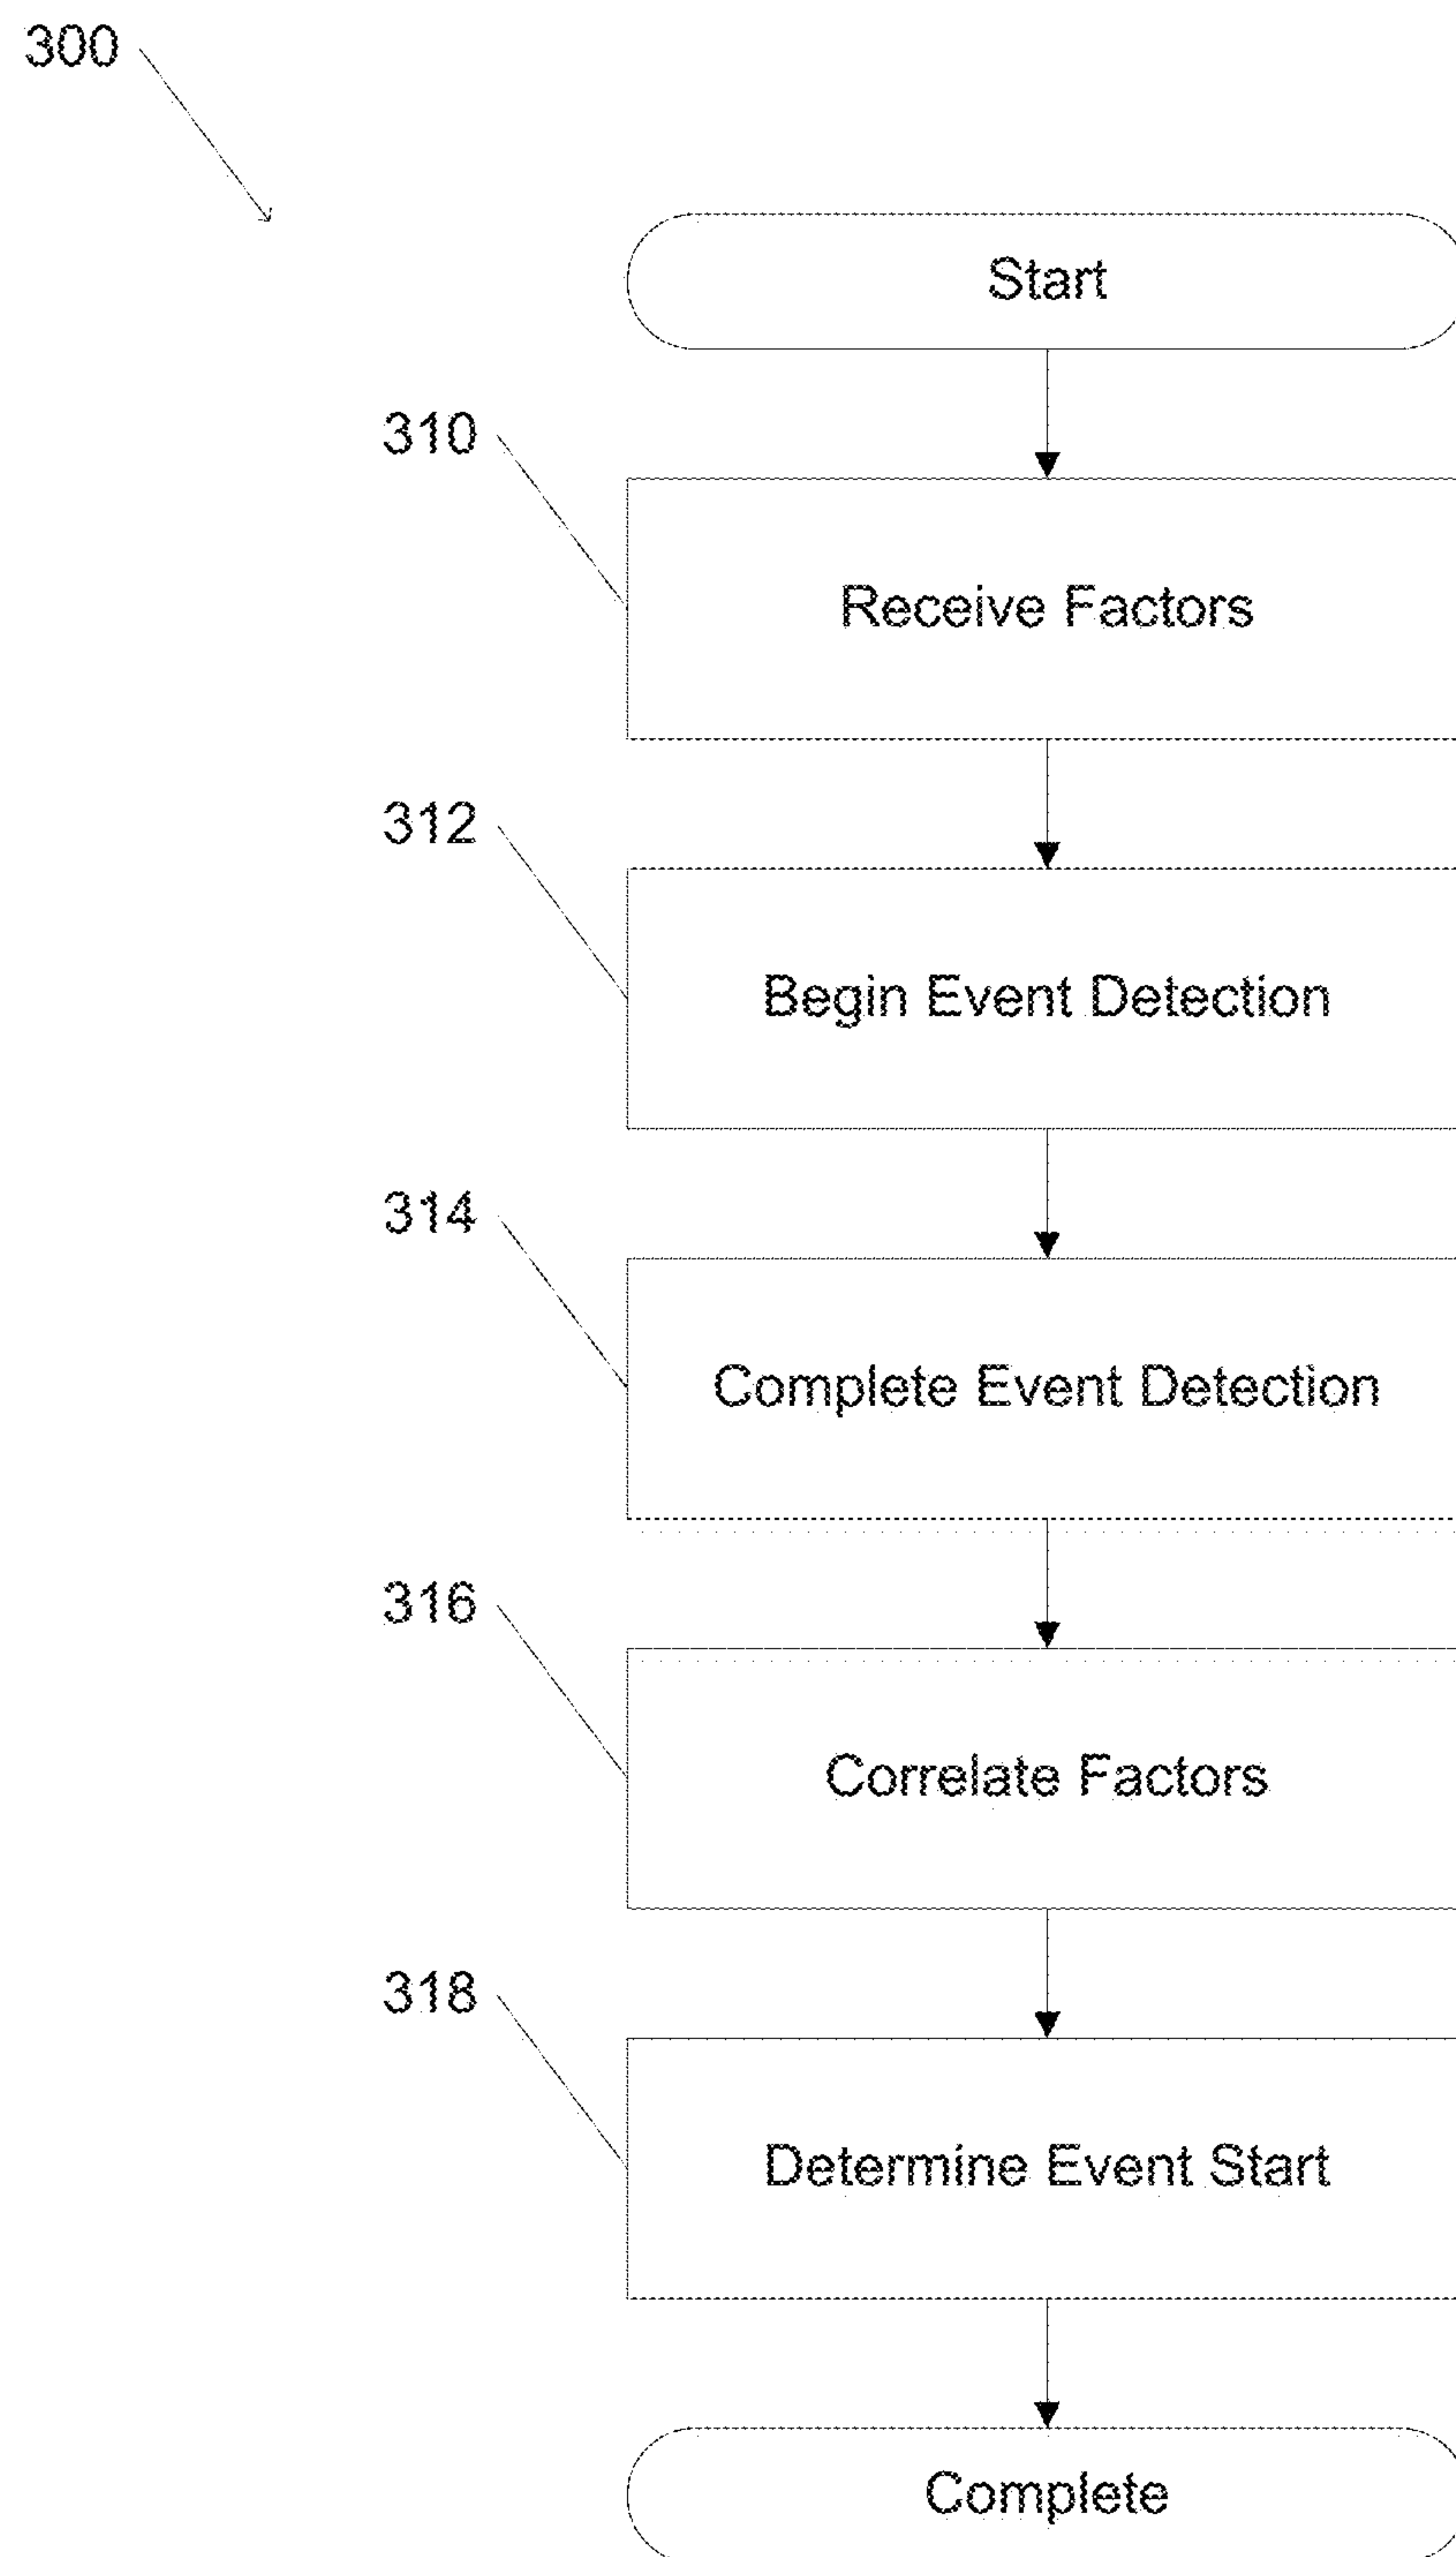 300
Start
310
Receive Factors
312
Begin Event Detection
314
Complete Event Detection
316
Correlate Factors
318
Determine Event Start
Complete